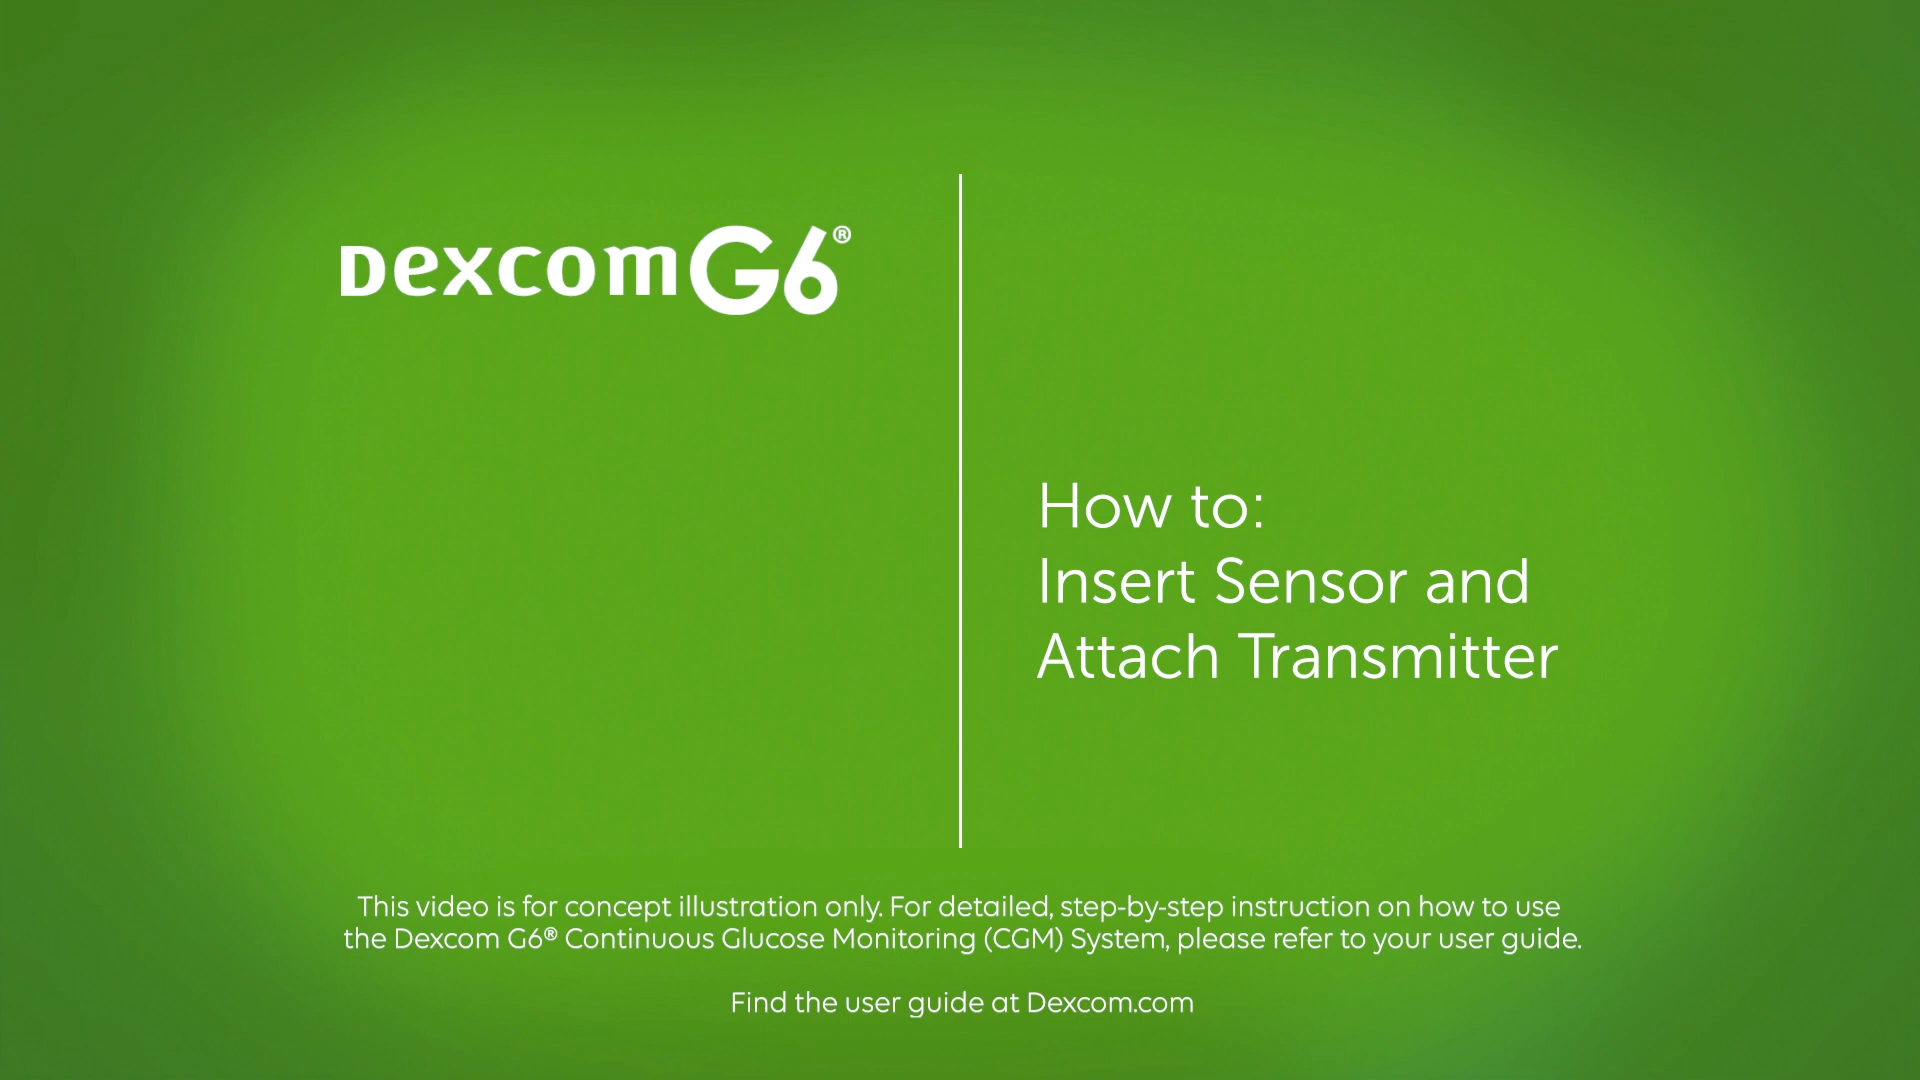 Dexcom G6®
How to:
Insert Sensor and
Attach Transmitter
This video is for concept illustration only. For detailed, step-by-step instruction on how to use
the Dexcom G6® Continuous Glucose Monitoring (CGM) System, please refer to your user guide.
Find the user guide at Dexcom.com